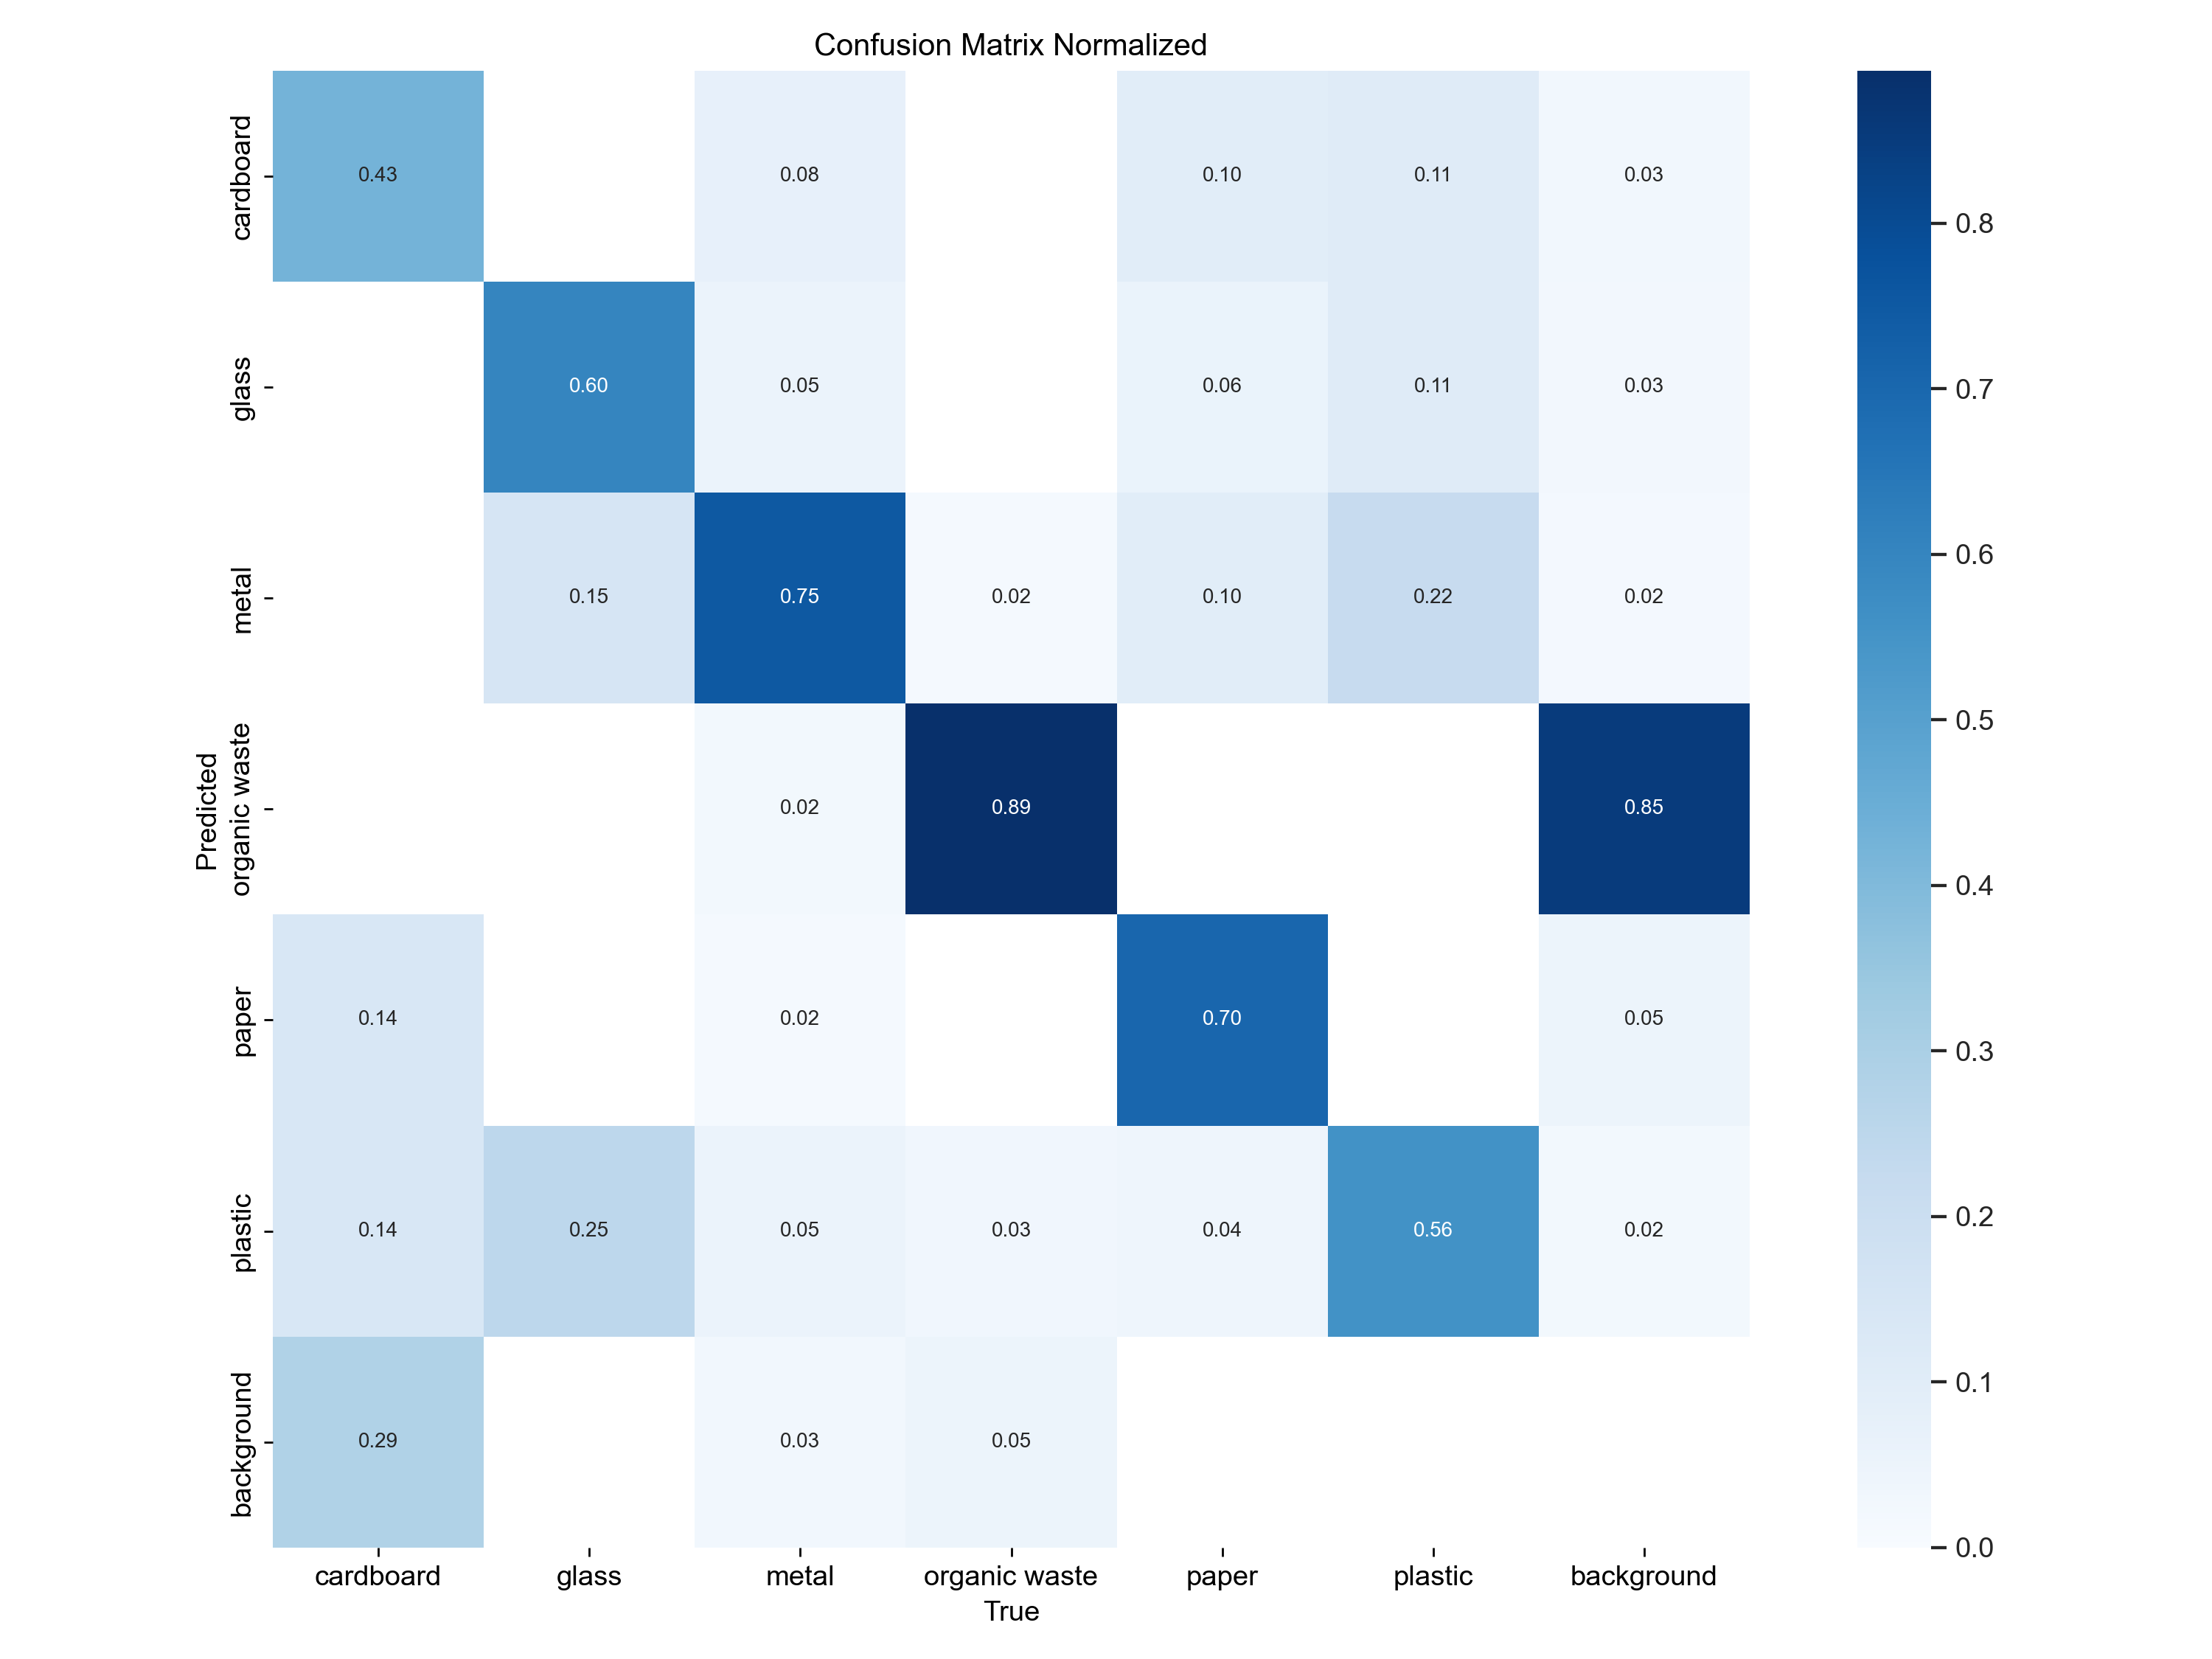 Confusion Matrix Normalized
cardboard
0.43
0.08
0.10
0.11
0.03
glass
0.60
0.05
0.06
0.11
0.03
metal
0.15
0.75
0.02
0.10
0.22
0.02
Predicted
organic waste
0.02
0.89
0.85
paper
0.14
0.02
0.70
0.05
plastic
0.14
0.25
0.05
0.03
0.04
0.56
0.02
background
0.29
0.03
0.05
cardboard
glass
metal
organic waste
paper
plastic
background
True
0.8
0.7
0.6
0.5
0.4
0.3
0.2
0.1
0.0